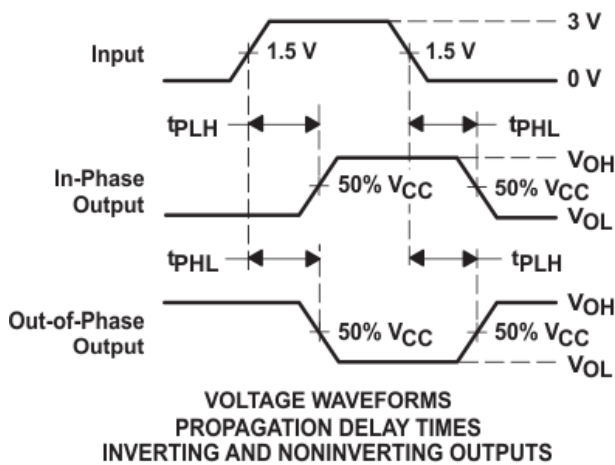 3 V
Input
1.5 V
1.5 V
0 V
tPLH
tPHL
VOH
In-Phase
Output
50% VCC
50% VCC
VOL
tPHL
tPLH
VOH
Out-of-Phase
Output
50% VCC
50% VCC
VOL
VOLTAGE WAVEFORMS
PROPAGATION DELAY TIMES
INVERTING AND NONINVERTING OUTPUTS